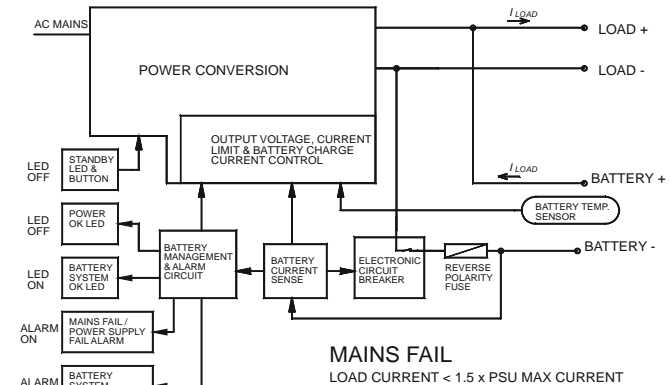 I LOAD
AC MAINS
LOAD +
POWER CONVERSION
LOAD -
OUTPUT VOLTAGE, CURRENT
LIMIT & BATTERY CHARGE
CURRENT CONTROL
LED
OFF
STANDBY
LED &
BUTTON
I LOAD
BATTERY +
BATTERY TEMP.
SENSOR
LED
OFF
POWER
OK LED
BATTERY -
BATTERY
MANAGEMENT
& ALARM
CIRCUIT
BATTERY
CURRENT
SENSE
ELECTRONIC
CIRCUIT
BREAKER
REVERSE
POLARITY
FUSE
LED
ON
BATTERY
SYSTEM
OK LED
ALARM
ON
MAINS FAIL /
POWER SUPPLY
FAIL ALARM
MAINS FAIL
LOAD CURRENT < 1.5 x PSU MAX CURRENT
ALARM
BATTERY
SYSTEM